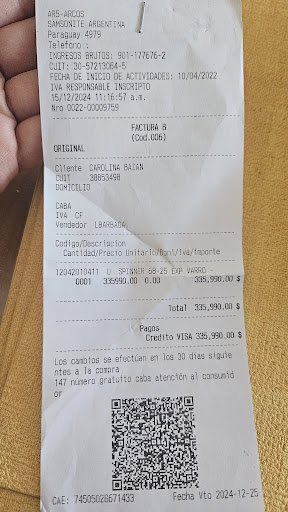 AR5-ARCOS
SAMSONITE ARGENTINA
Paraguay 4979
Telefono :
INGRESOS BRUTOS: 901-177676-2
CUIT: 30-57213064-5
FECHA DE INICIO DE ACTIVIDADES: 10/04/2022
IVA RESPONSABLE INSCRIPTO
15/12/2024 11:16:57 a.m.
Nro 0022-00009759
FACTURA B
(Cod.006)
ORIGINAL
Cliente CAROLINA BAZAN
CUIT 38853498
DOMICILIO
CABA
IVA CF
Vendedor LBARBAGA
Codigo/Descripcion
Cantidad/Precio Unitario/Boni/iva/importe
12042010411 U SPINNER 68-25 EXP VARRO
0001 335990.00 0.00 335,990.00 $
Total 335,990.00 $
Pagos
Credito VISA 335,990.00 $
Los cambios se efectúan en los 30 días siguie
ntes a la compra
147 número gratuito caba atención al consumid
or
CAE: 74505028671433 Fecha Vto 2024-12-25